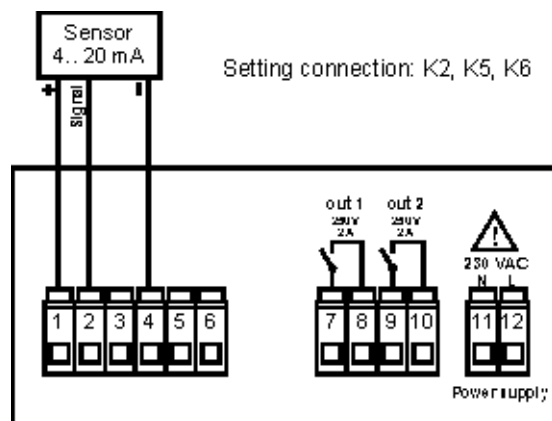 Sensor
4.. 20 mA
Setting connection: K2, K5, K6
+
Signal
-
out 1
250V
2A
out 2
250V
2A
230 VAC
N L
1 2 3 4 5 6
7 8 9 10
11 12
Power supply